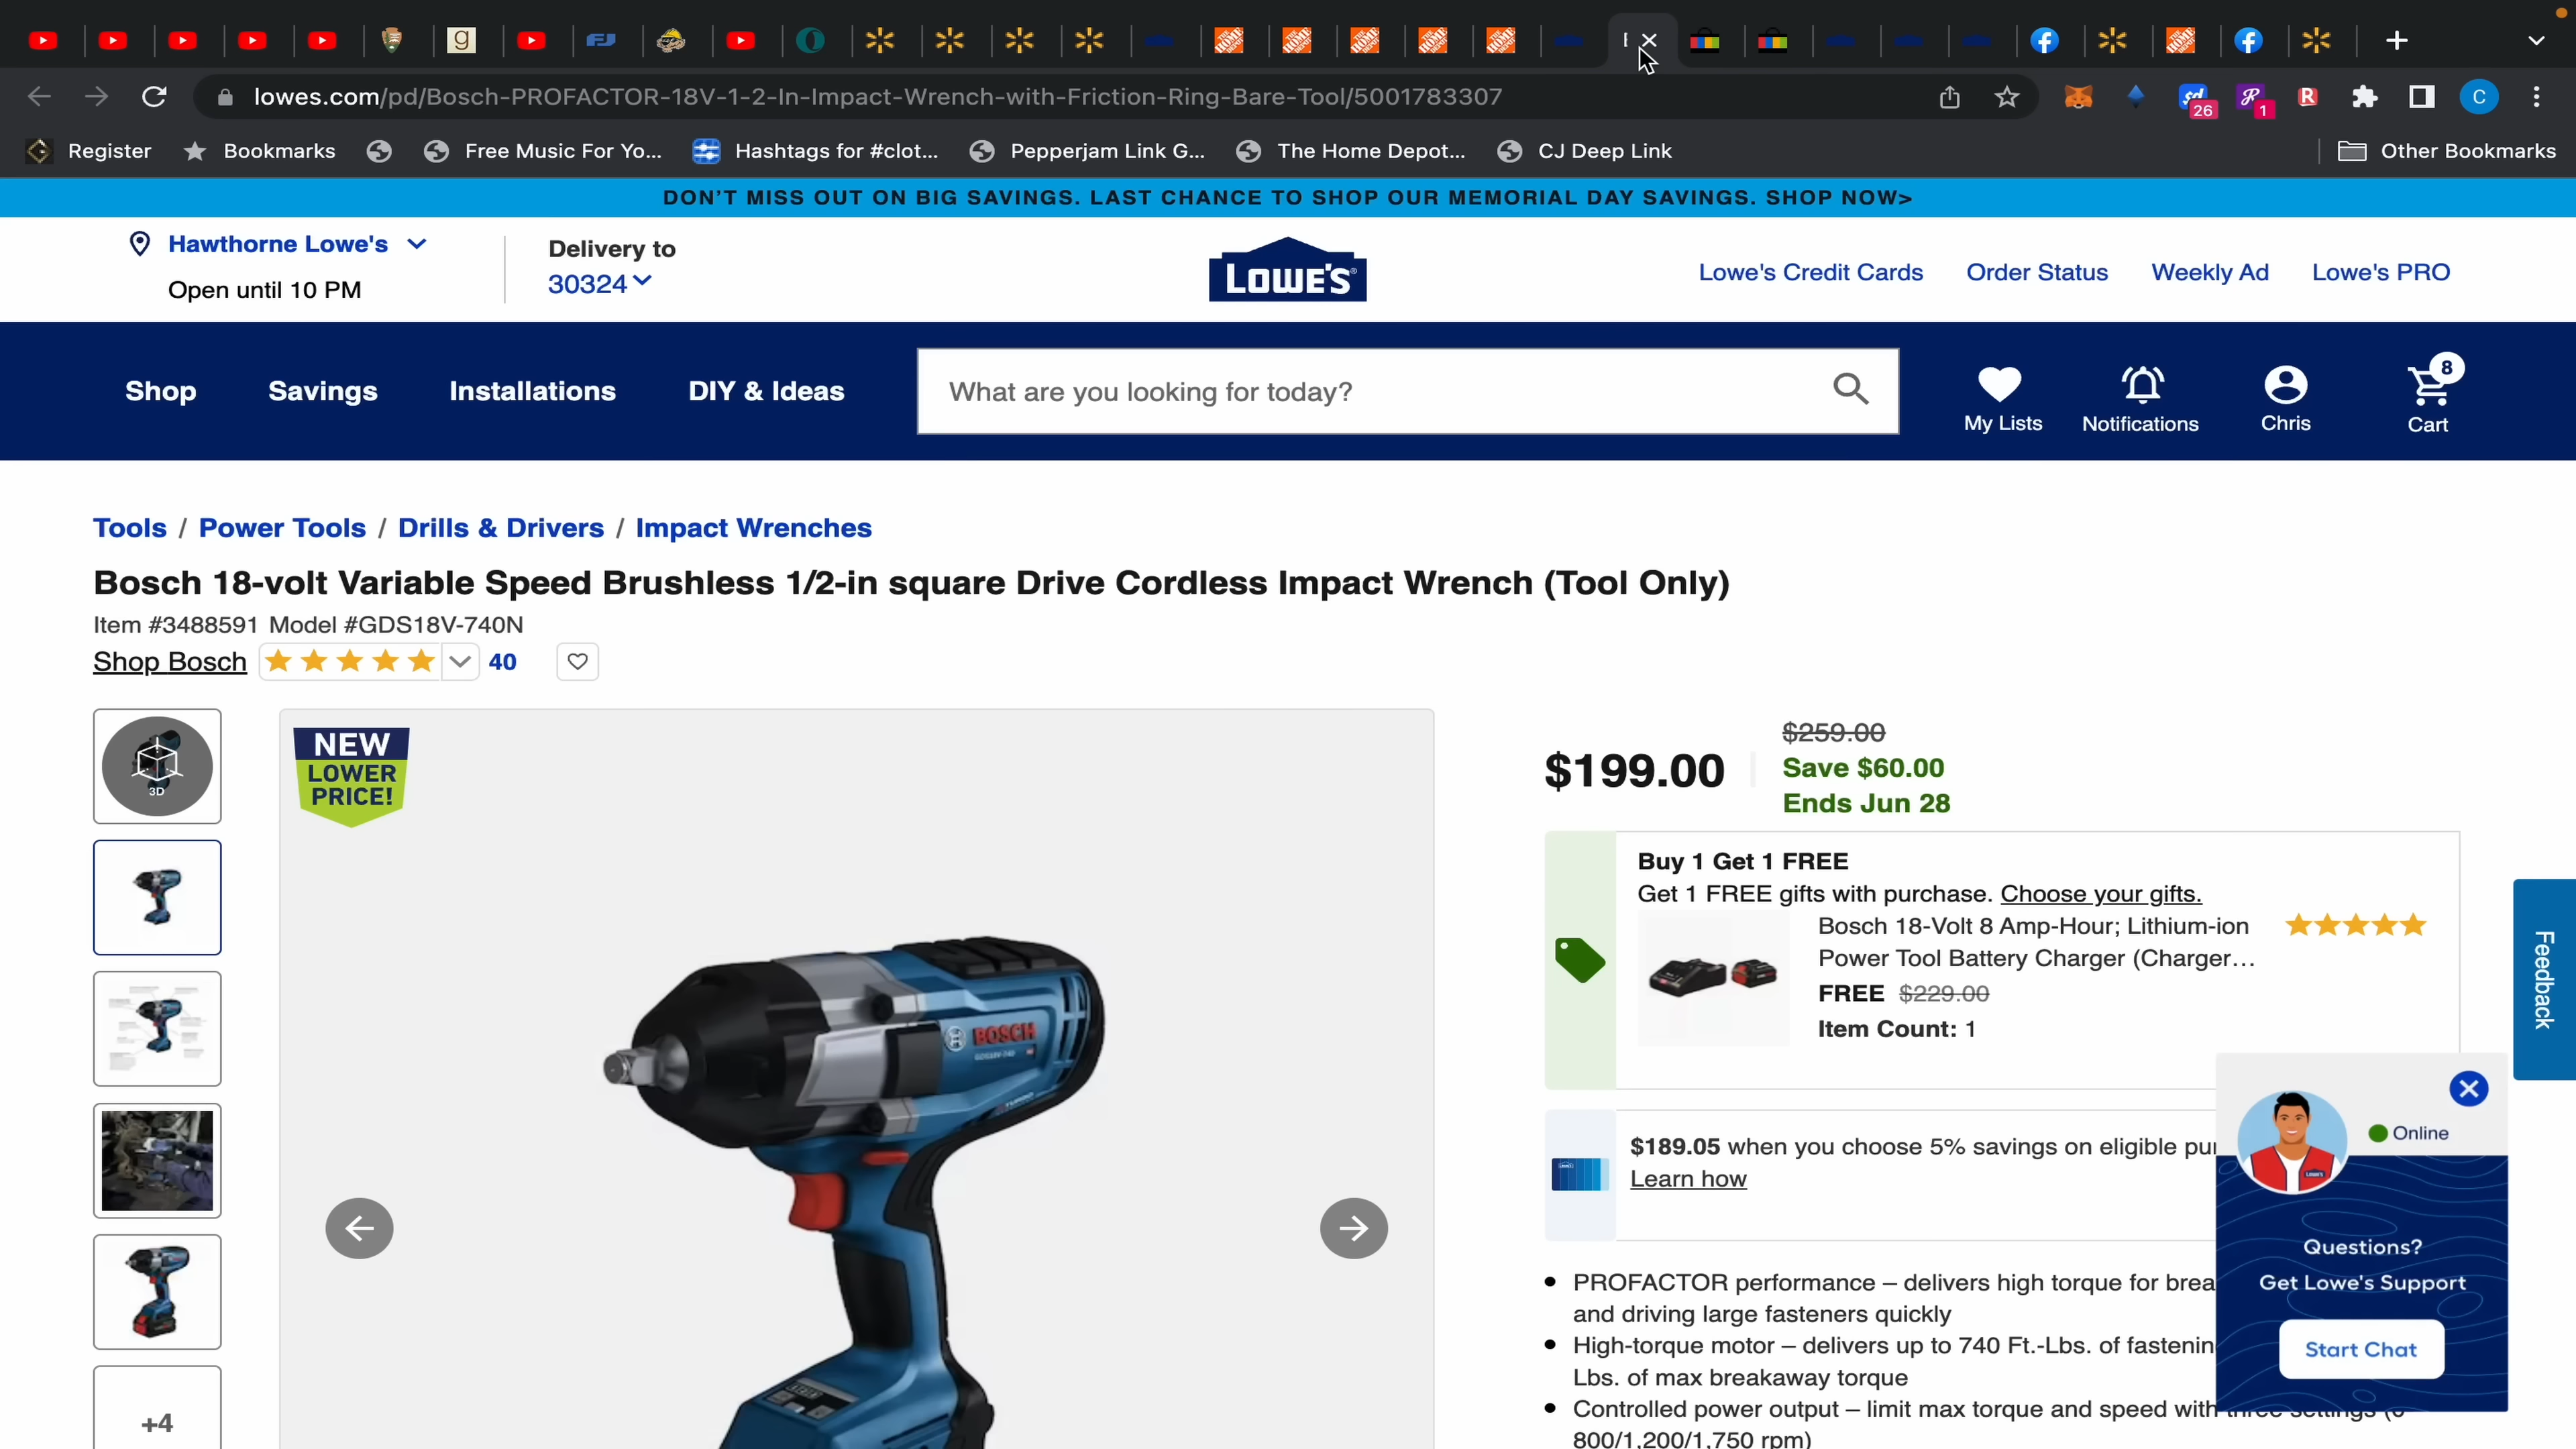 lowes.com/pd/Bosch-PROFACTOR-18V-1-2-In-Impact-Wrench-with-Friction-Ring-Bare-Tool/5001783307
26
1
C
Register
Bookmarks
Free Music For Yo...
Hashtags for #clot...
Pepperjam Link G...
The Home Depot...
CJ Deep Link
Other Bookmarks
DON'T MISS OUT ON BIG SAVINGS. LAST CHANCE TO SHOP OUR MEMORIAL DAY SAVINGS. SHOP NOW>
Hawthorne Lowe's
Open until 10 PM
Delivery to
30324
LOWE'S
Lowe's Credit Cards
Order Status
Weekly Ad
Lowe's PRO
Shop
Savings
Installations
DIY & Ideas
What are you looking for today?
My Lists
Notifications
Chris
8
Cart
Tools / Power Tools / Drills & Drivers / Impact Wrenches
Bosch 18-volt Variable Speed Brushless 1/2-in square Drive Cordless Impact Wrench (Tool Only)
Item #3488591 Model #GDS18V-740N
Shop Bosch
40
3D
+4
NEW
LOWER
PRICE!
BOSCH
$199.00
$259.00
Save $60.00
Ends Jun 28
Buy 1 Get 1 FREE
Get 1 FREE gifts with purchase. Choose your gifts.
Bosch 18-Volt 8 Amp-Hour; Lithium-ion
Power Tool Battery Charger (Charger...
FREE $229.00
Item Count: 1
$189.05 when you choose 5% savings on eligible
Learn how
PROFACTOR performance – delivers high torque for
and driving large fasteners quickly
High-torque motor – delivers up to 740 Ft.-Lbs. of
Lbs. of max breakaway torque
Controlled power output – limit max torque and speed with three settings (0-
800/1,200/1,750 rpm)
Feedback
Online
Questions?
Get Lowe's Support
Start Chat